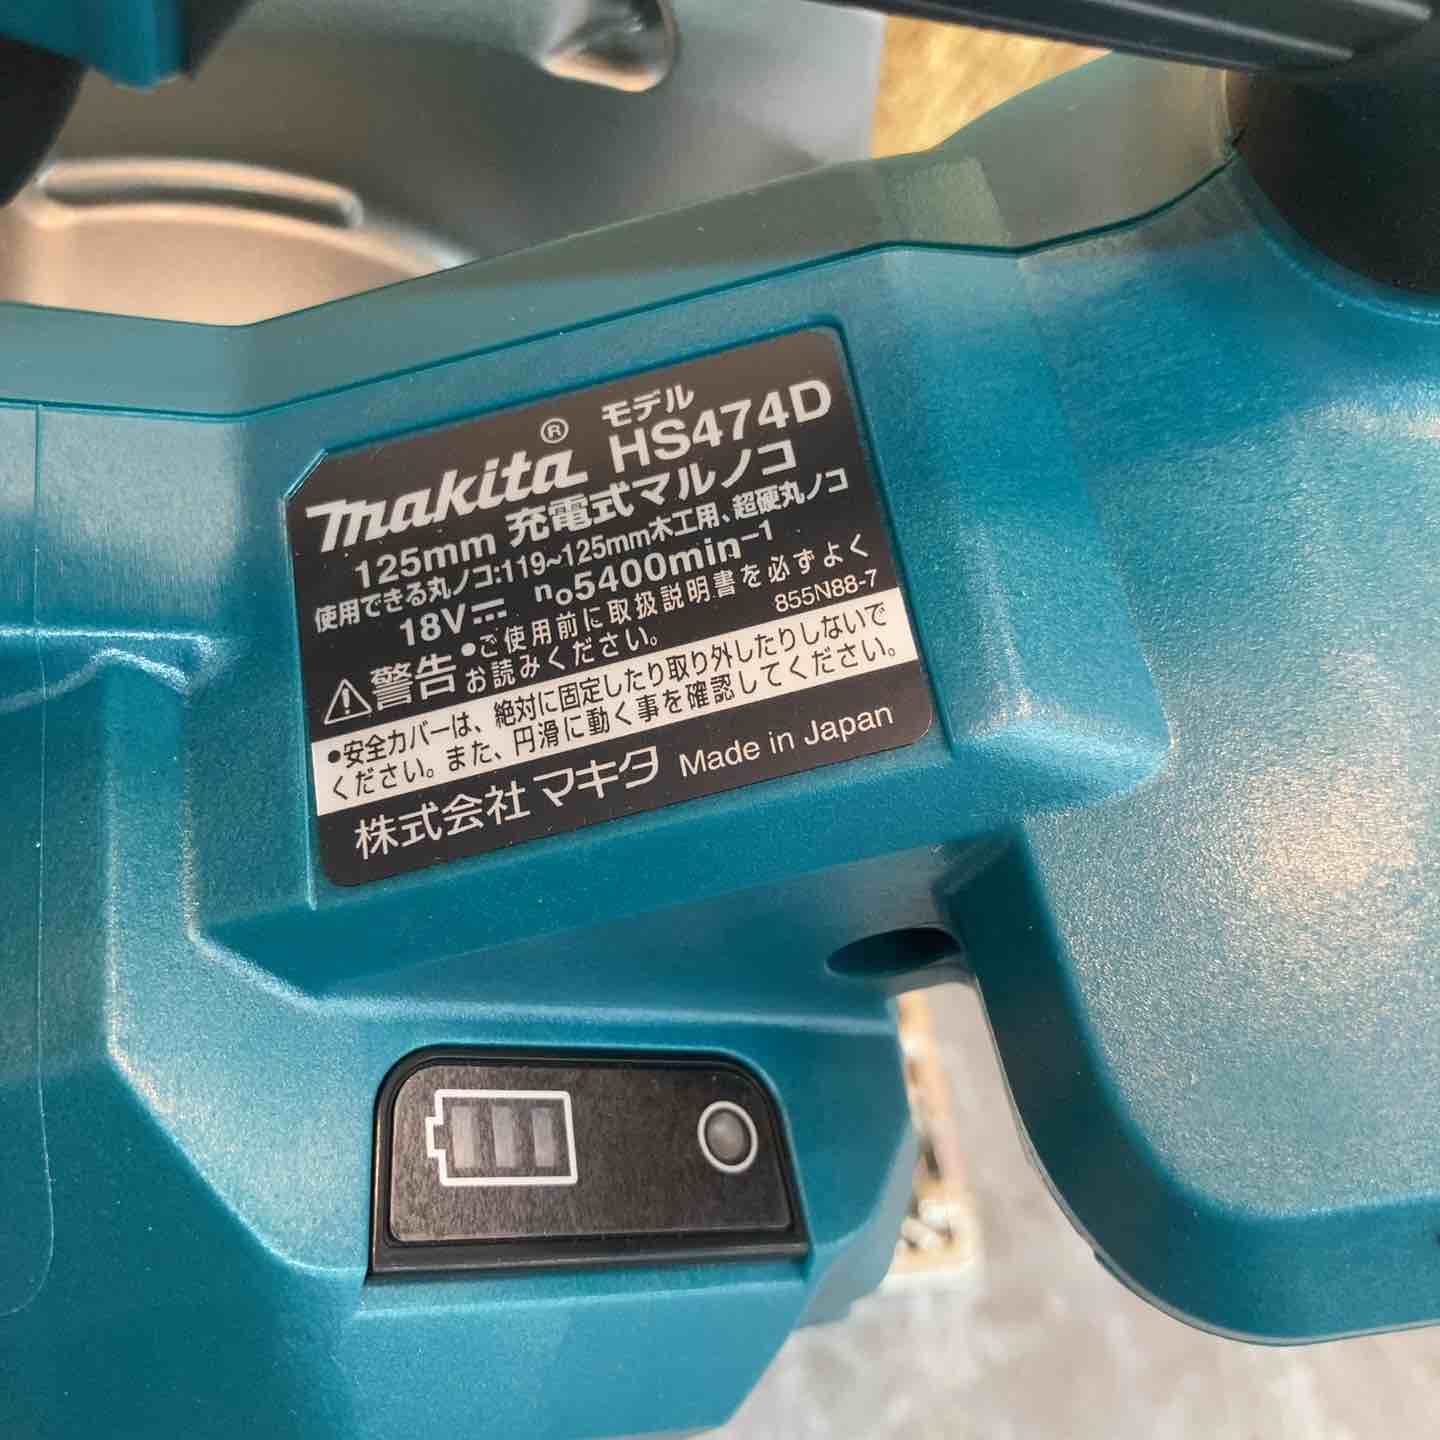 makita® モデル HS474D
125mm 充電式マルノコ
使用できる丸ノコ:119~125mm木工用、超硬丸ノコ
18V⎓ n₀5400min⁻¹
⚠警告 •ご使用前に取扱説明書を必ずよく
お読みください。 855N88-7
•安全カバーは、絶対に固定したり取り外したりしないで
ください。また、円滑に動く事を確認してください。
株式会社 マキタ Made in Japan